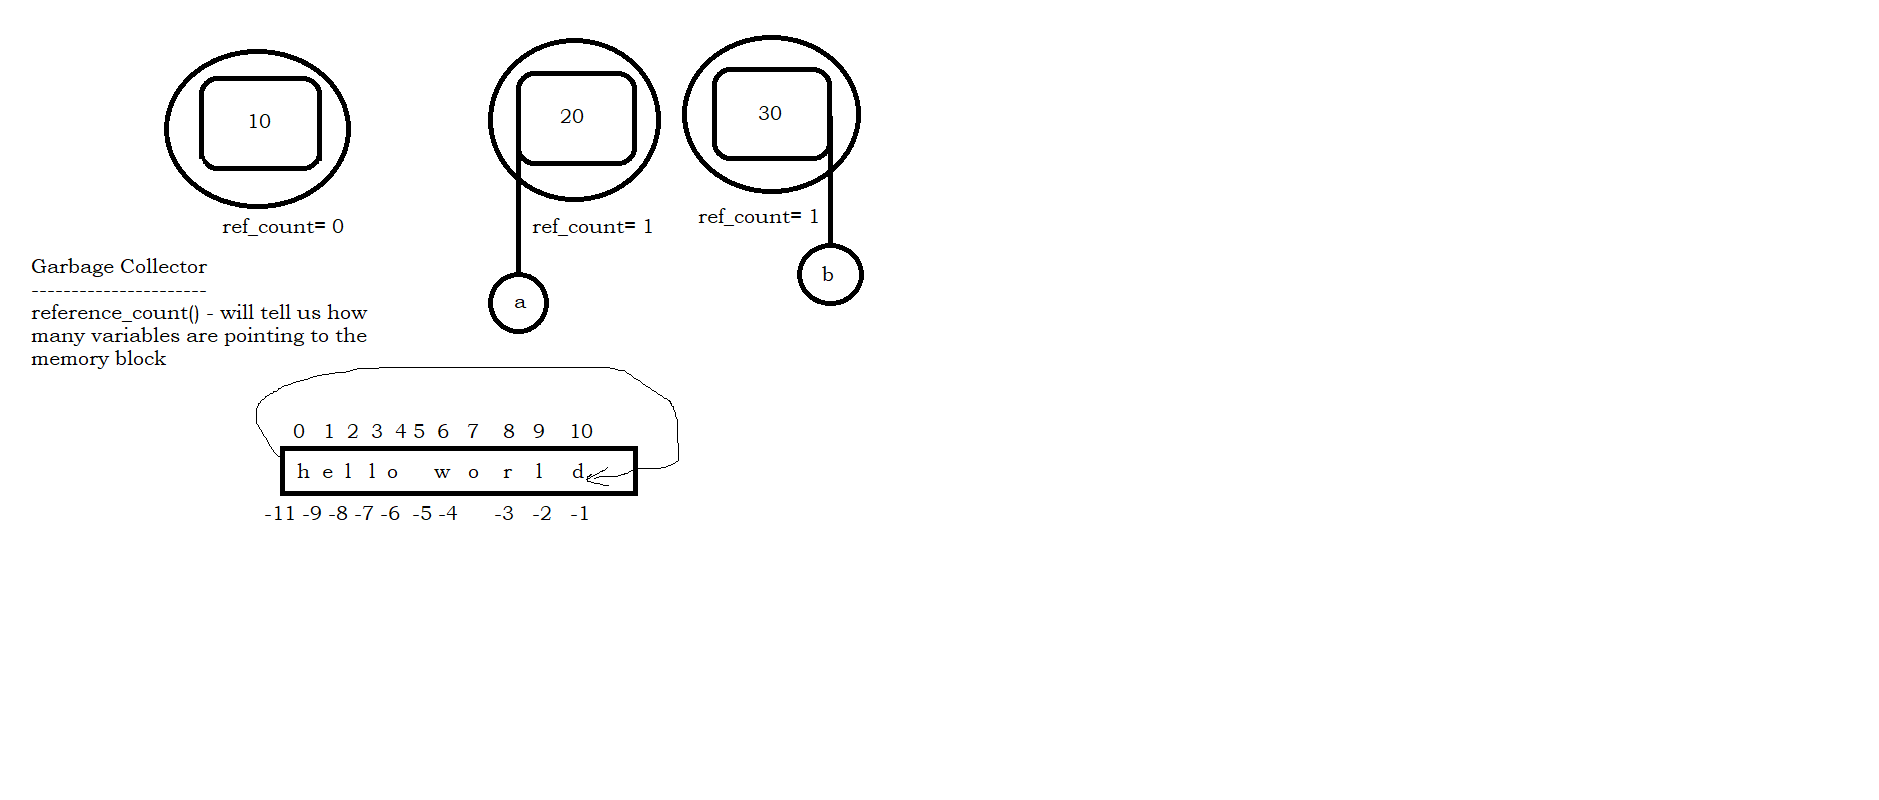 10
20
30
ref_count= 0
ref_count= 1
ref_count= 1
a
b
Garbage Collector
----------------------
reference_count() - will tell us how
many variables are pointing to the
memory block
0 1 2 3 4 5 6 7 8 9 10
h e l l o w o r l d
-11 -9 -8 -7 -6 -5 -4 -3 -2 -1